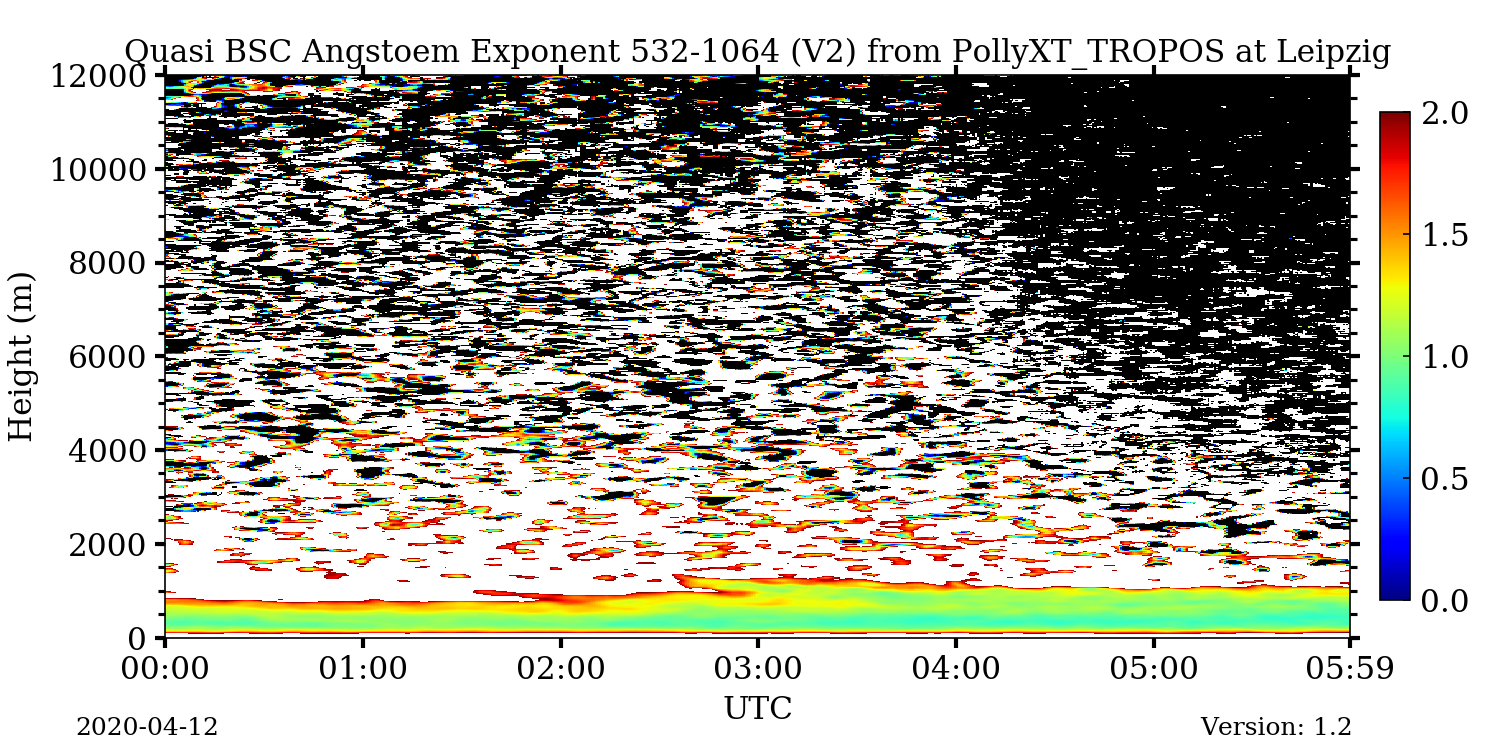 Quasi BSC Angstoem Exponent 532-1064 (V2) from PollyXT_TROPOS at Leipzig
12000
10000
8000
6000
4000
2000
0
Height (m)
00:00 01:00 02:00 03:00 04:00 05:00 05:59
UTC
2.0
1.5
1.0
0.5
0.0
2020-04-12
Version: 1.2